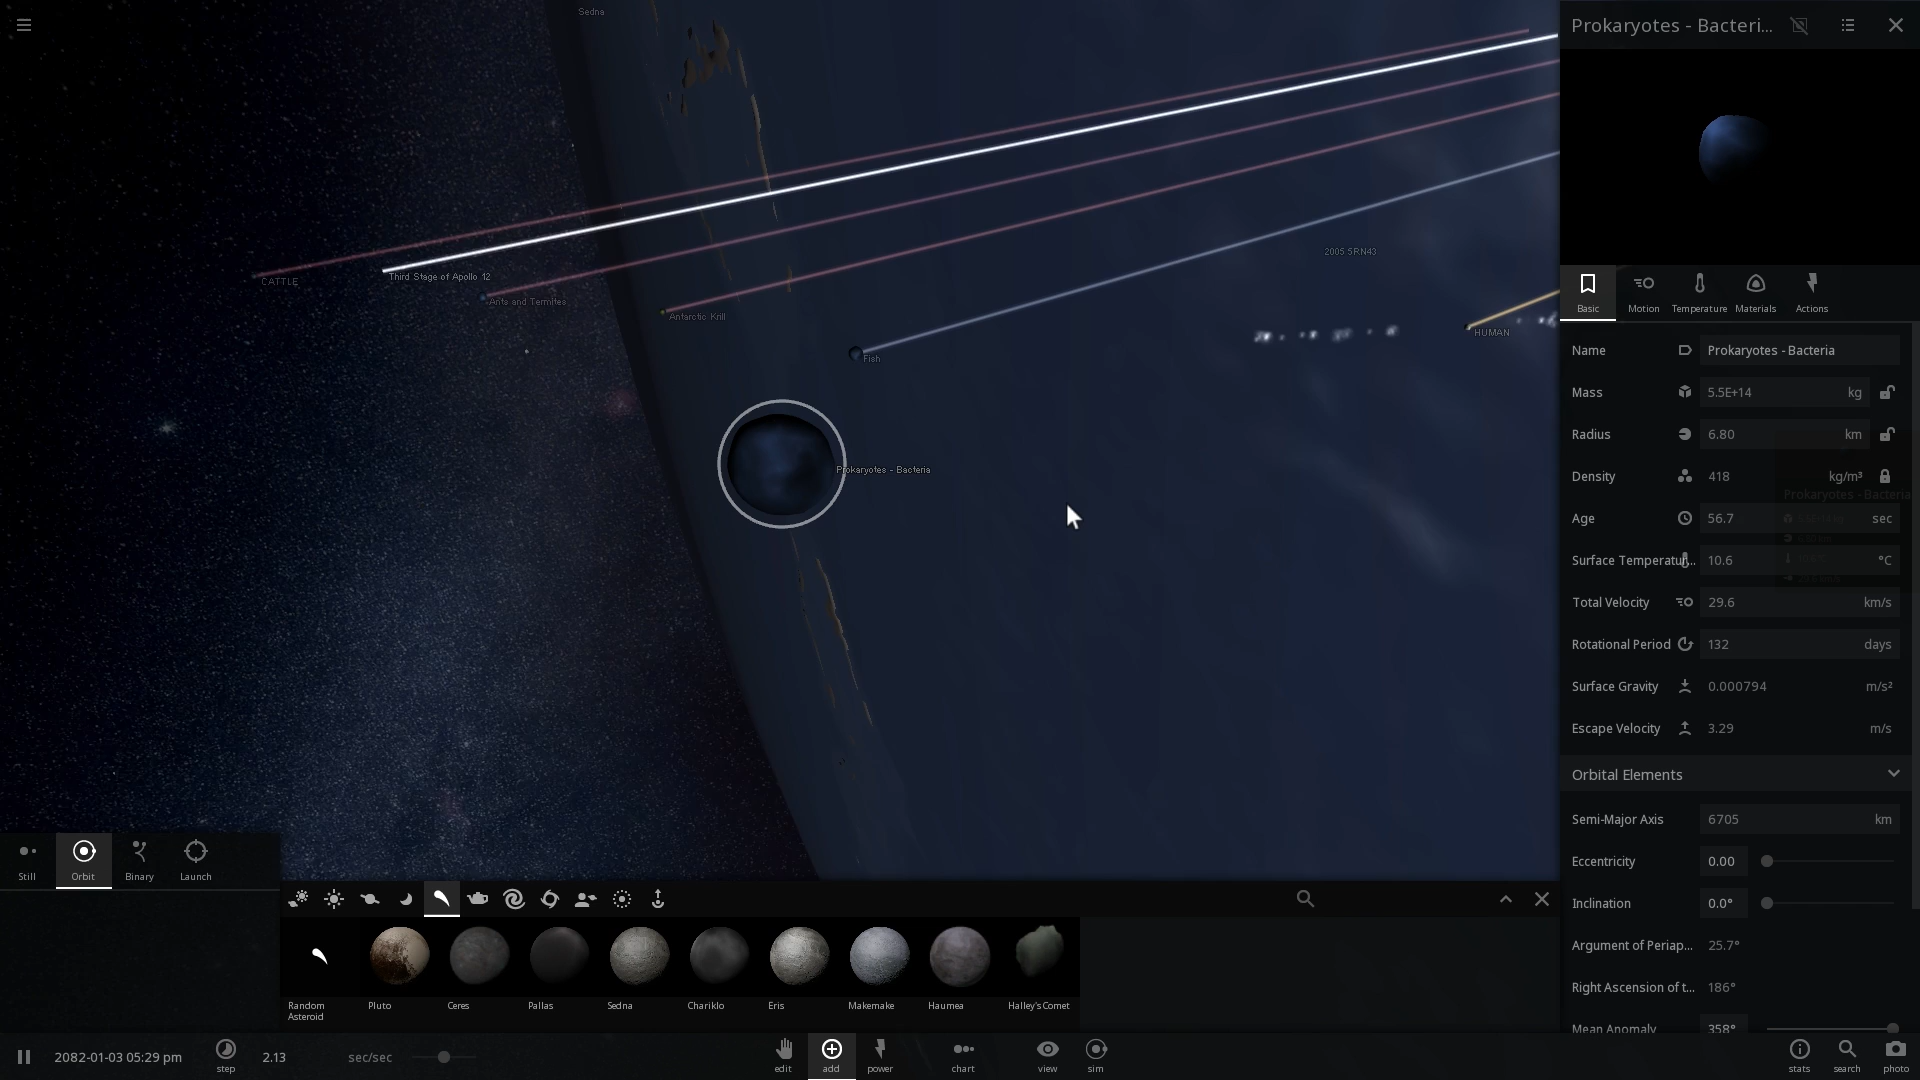 Sedna
CATTLE
Third Stage of Apollo 12
Ants and Termites
Antarctic Krill
Fish
2005 SRN43
HUMAN
Prokaryotes - Bacteria
Prokaryotes - Bacteri...
Basic
Motion
Temperature
Materials
Actions
Name Prokaryotes - Bacteria
Mass 5.5E+14 kg
Radius 6.80 km
Density 418 kg/m³
Prokaryotes - Bacteria
Age 56.7 sec
Surface Temperatur... 10.6 °C
Total Velocity 29.6 km/s
Rotational Period 132 days
Surface Gravity 0.000794 m/s²
Escape Velocity 3.29 m/s
Orbital Elements
Semi-Major Axis 6705 km
Eccentricity 0.00
Inclination 0.0°
Argument of Periap... 25.7°
Right Ascension of t... 186°
Mean Anomaly 358°
Still
Orbit
Binary
Launch
Random
Asteroid
Pluto
Ceres
Pallas
Sedna
Chariklo
Eris
Makemake
Haumea
Halley's Comet
2082-01-03 05:29 pm
step
2.13
sec/sec
edit
add
power
chart
view
sim
stats
search
photo